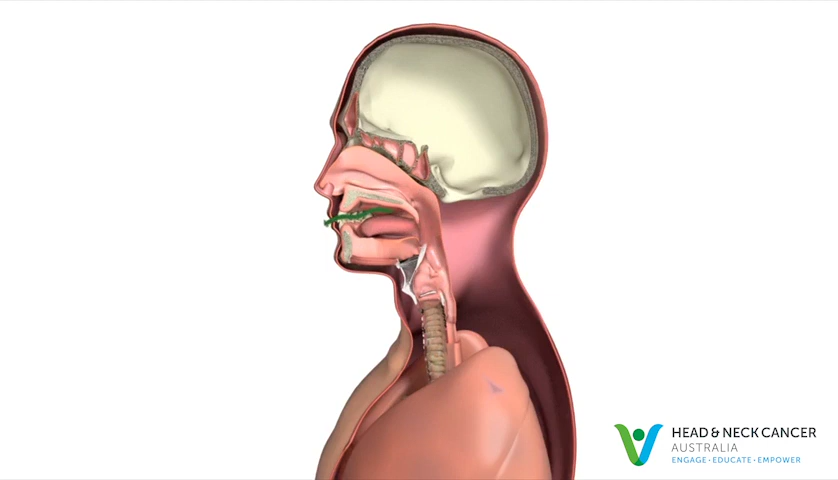 HEAD & NECK CANCER
AUSTRALIA
ENGAGE · EDUCATE · EMPOWER